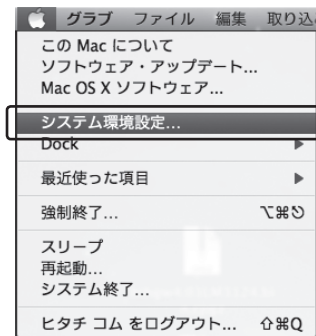 グラブ ファイル 編集 取り込
この Mac について
ソフトウェア・アップデート...
Mac OS X ソフトウェア...
システム環境設定...
Dock ▶
最近使った項目 ▶
強制終了... ⌥⌘⎋
スリープ
再起動...
システム終了...
ヒタチ コム をログアウト... ⇧⌘Q